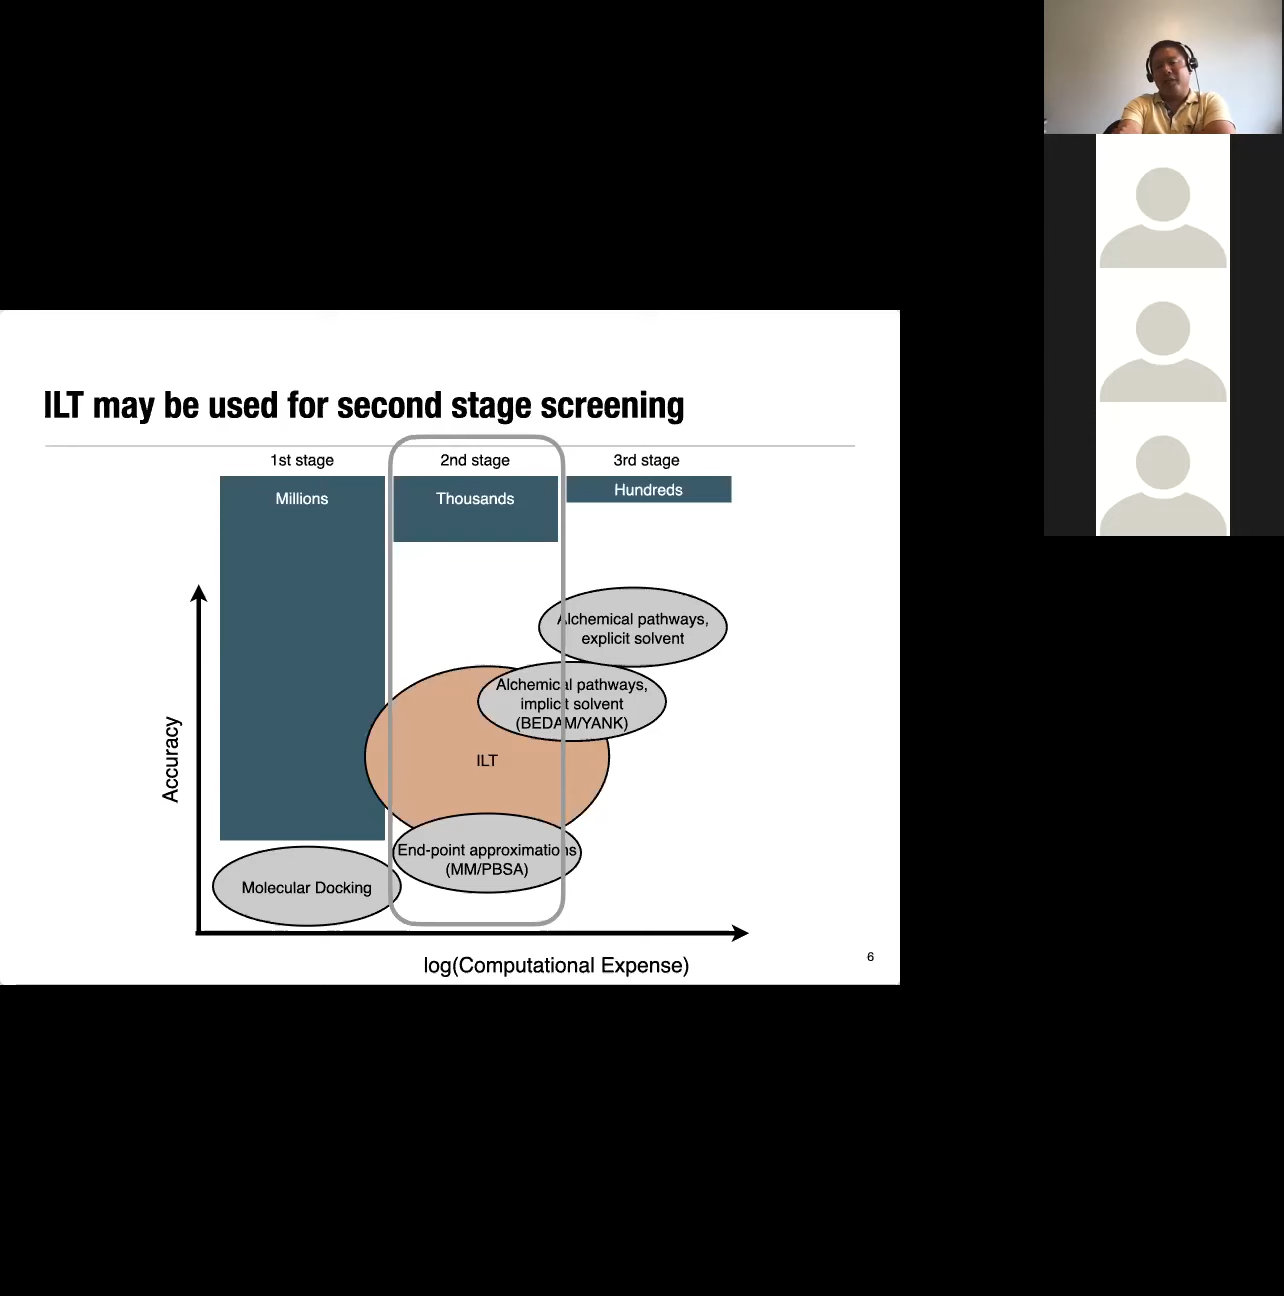 ILT may be used for second stage screening
1st stage
2nd stage
3rd stage
Millions
Thousands
Hundreds
Alchemical pathways,
explicit solvent
Alchemical pathways,
implicit solvent
(BEDAM/YANK)
ILT
End-point approximations
(MM/PBSA)
Molecular Docking
Accuracy
log(Computational Expense)
6